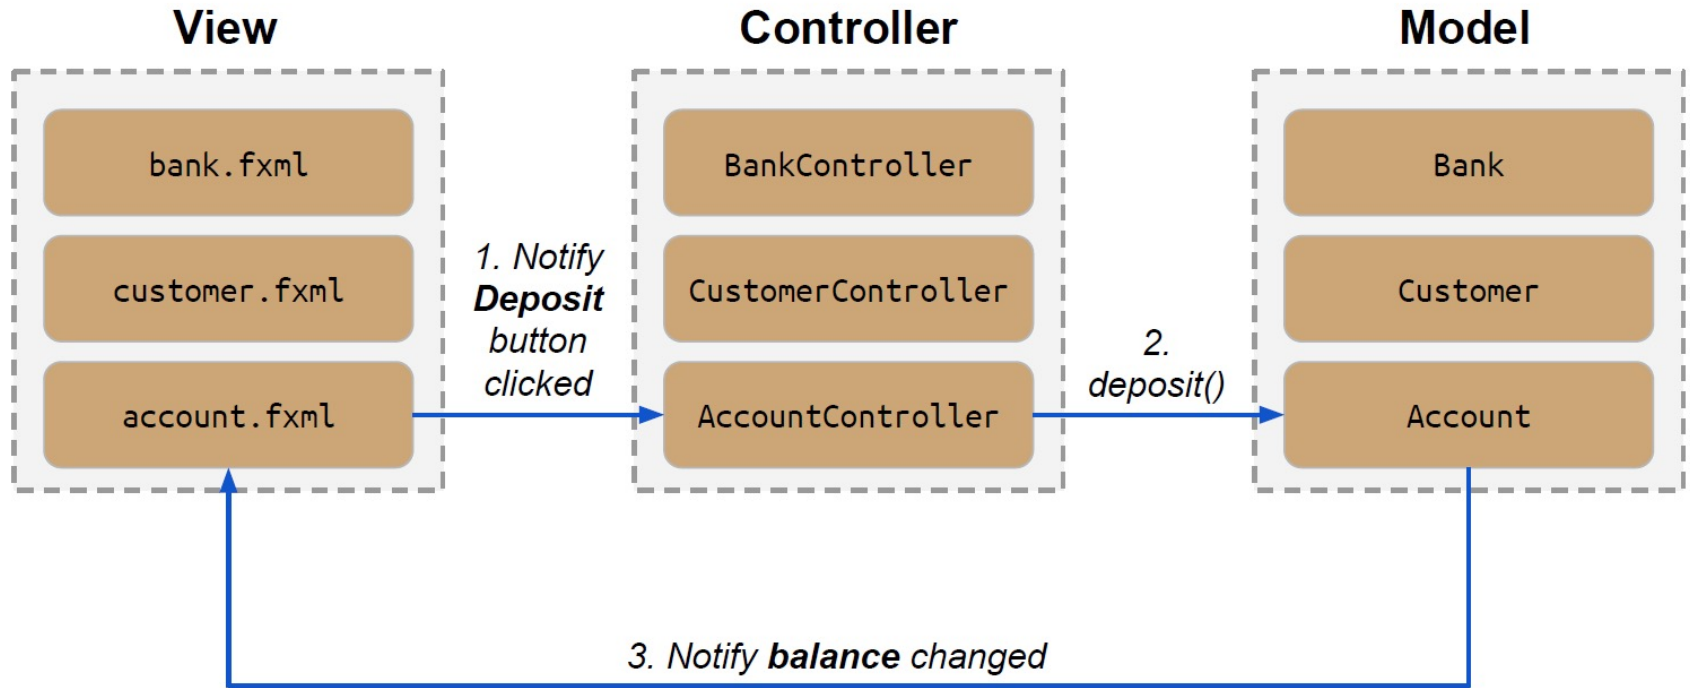 View
Controller
Model
bank.fxml
BankController
Bank
1. Notify
Deposit
button
clicked
customer.fxml
CustomerController
Customer
2.
deposit()
account.fxml
AccountController
Account
3. Notify balance changed